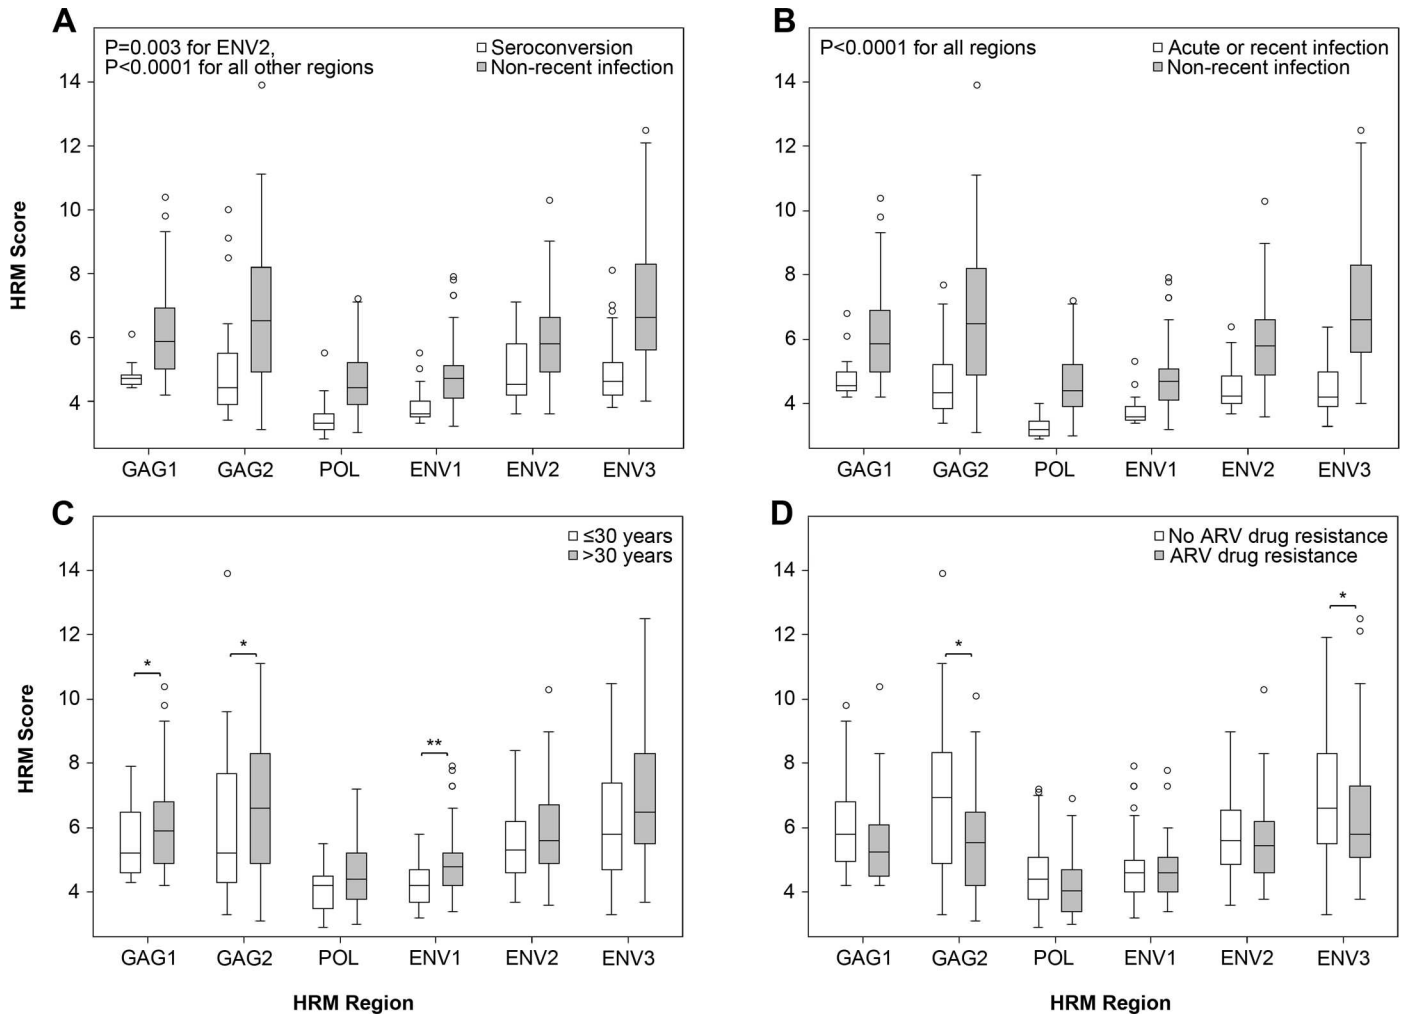 A
P=0.003 for ENV2,
P<0.0001 for all other regions
Seroconversion
Non-recent infection
14
12
10
8
6
4
HRM Score
GAG1 GAG2 POL ENV1 ENV2 ENV3
B
P<0.0001 for all regions
Acute or recent infection
Non-recent infection
14
12
10
8
6
4
GAG1 GAG2 POL ENV1 ENV2 ENV3
C
≤30 years
>30 years
14
12
10
8
6
4
* * **
HRM Score
GAG1 GAG2 POL ENV1 ENV2 ENV3
HRM Region
D
No ARV drug resistance
ARV drug resistance
14
12
10
8
6
4
* *
GAG1 GAG2 POL ENV1 ENV2 ENV3
HRM Region